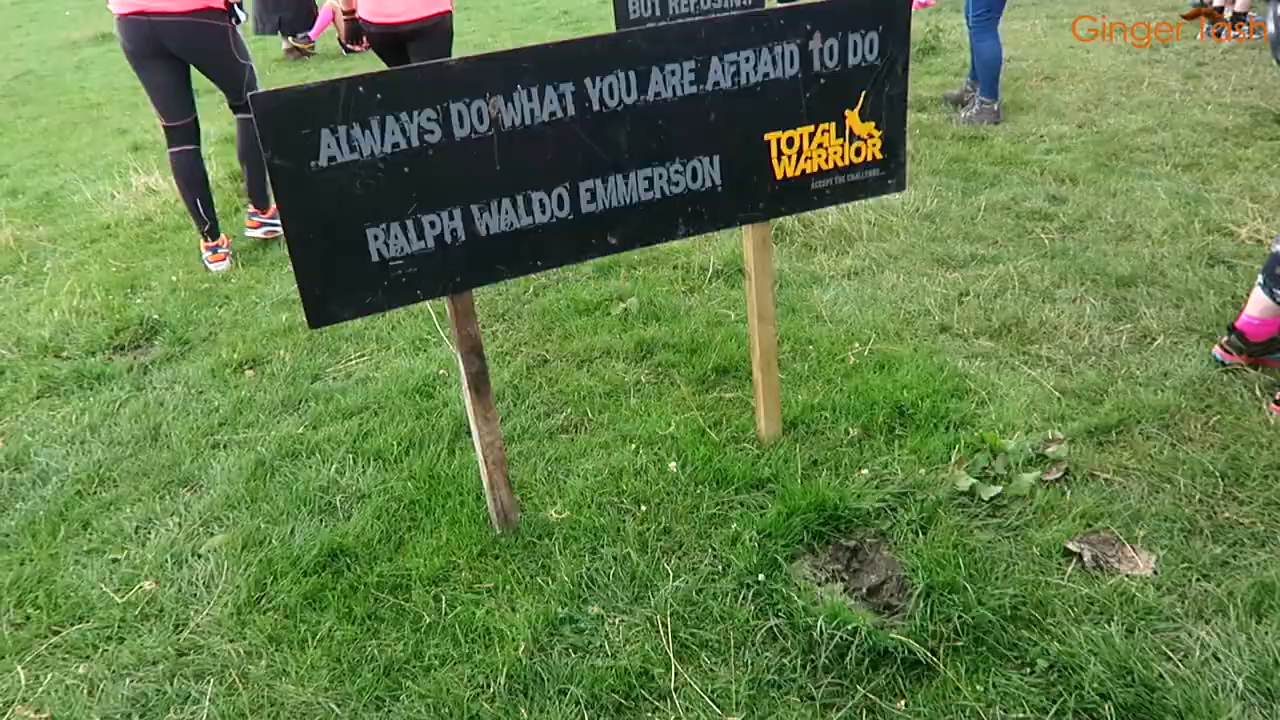 BUT REFUSING
Ginger Tash
ALWAYS DO WHAT YOU ARE AFRAID TO DO
RALPH WALDO EMMERSON
TOTAL
WARRIOR
ACCEPT THE CHALLENGE...